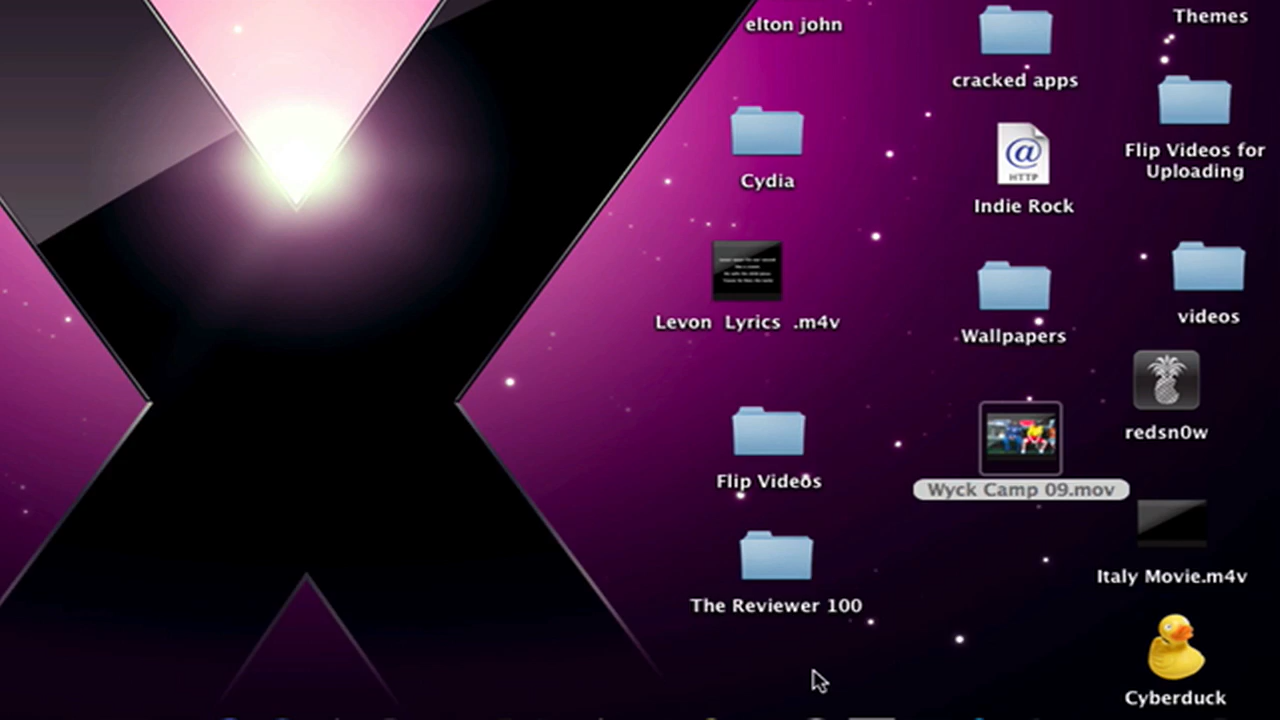 elton john
Themes
cracked apps
Cydia
Flip Videos for
Uploading
HTTP
Indie Rock
Levon Lyrics .m4v
Wallpapers
videos
redsn0w
Flip Videos
Wyck Camp 09.mov
Italy Movie.m4v
The Reviewer 100
Cyberduck